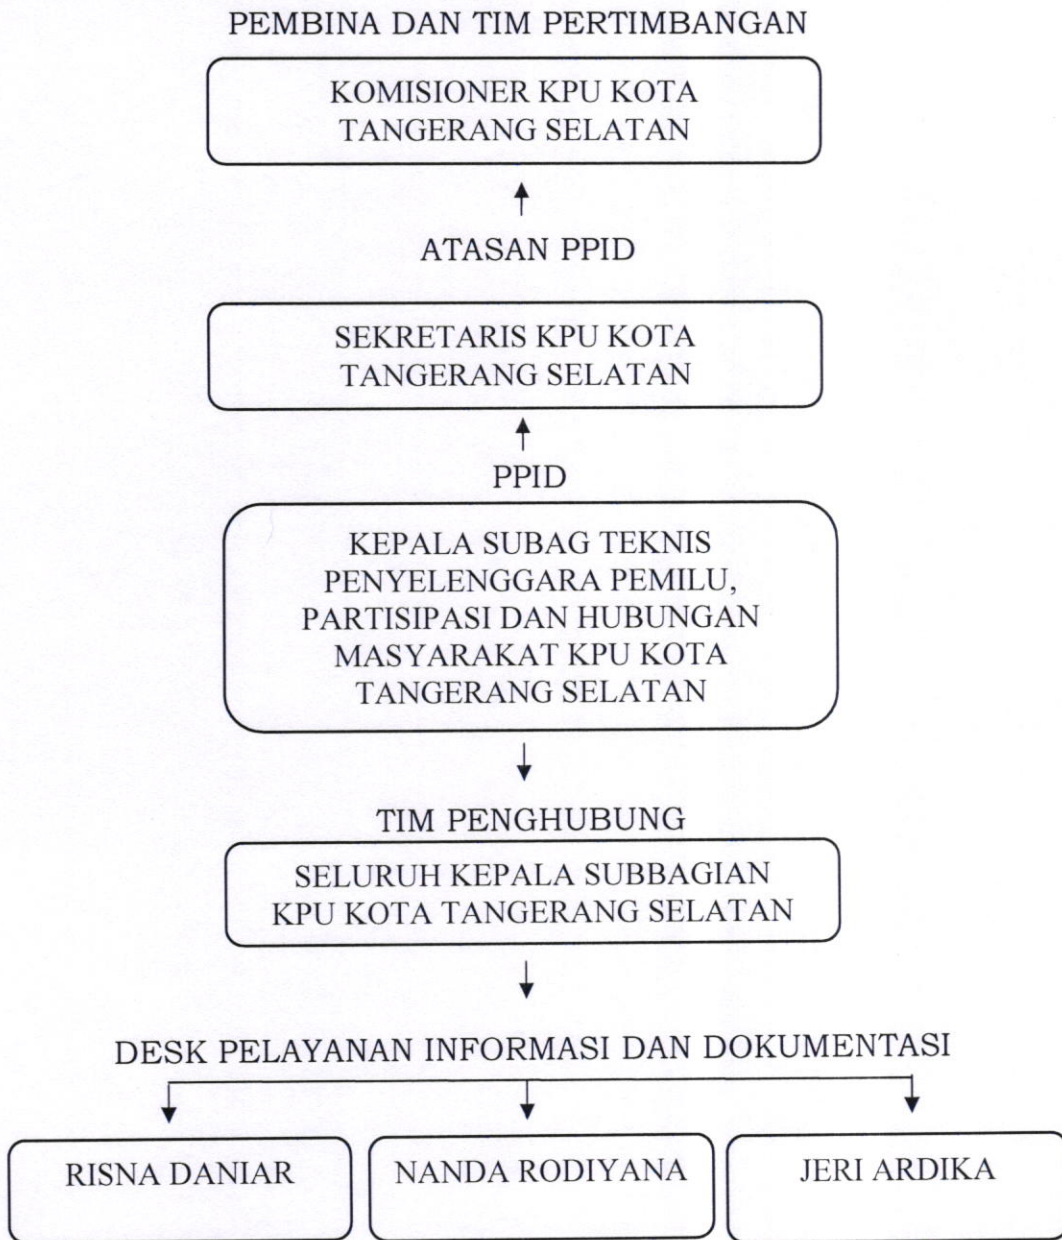 PEMBINA DAN TIM PERTIMBANGAN
KOMISIONER KPU KOTA
TANGERANG SELATAN
ATASAN PPID
SEKRETARIS KPU KOTA
TANGERANG SELATAN
PPID
KEPALA SUBAG TEKNIS
PENYELENGGARA PEMILU,
PARTISIPASI DAN HUBUNGAN
MASYARAKAT KPU KOTA
TANGERANG SELATAN
TIM PENGHUBUNG
SELURUH KEPALA SUBBAGIAN
KPU KOTA TANGERANG SELATAN
DESK PELAYANAN INFORMASI DAN DOKUMENTASI
RISNA DANIAR
NANDA RODIYANA
JERI ARDIKA